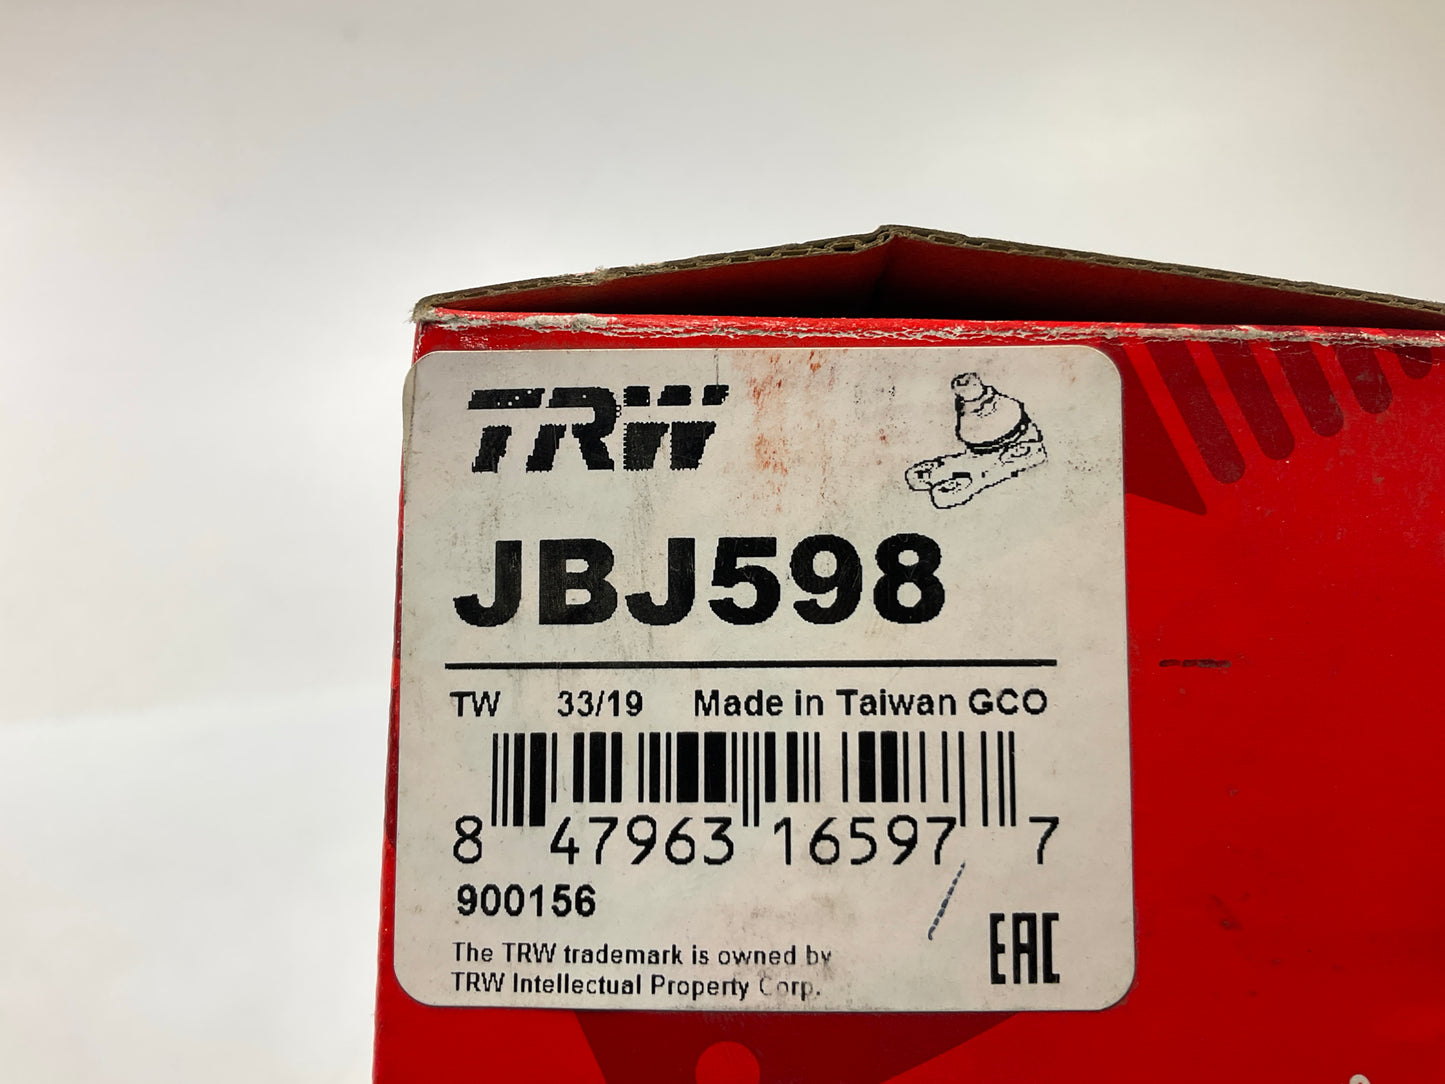 TRW
JBJ598
TW 33/19 Made in Taiwan GCO
8 47963 16597 7
900156
The TRW trademark is owned by
TRW Intellectual Property Corp.
EAC